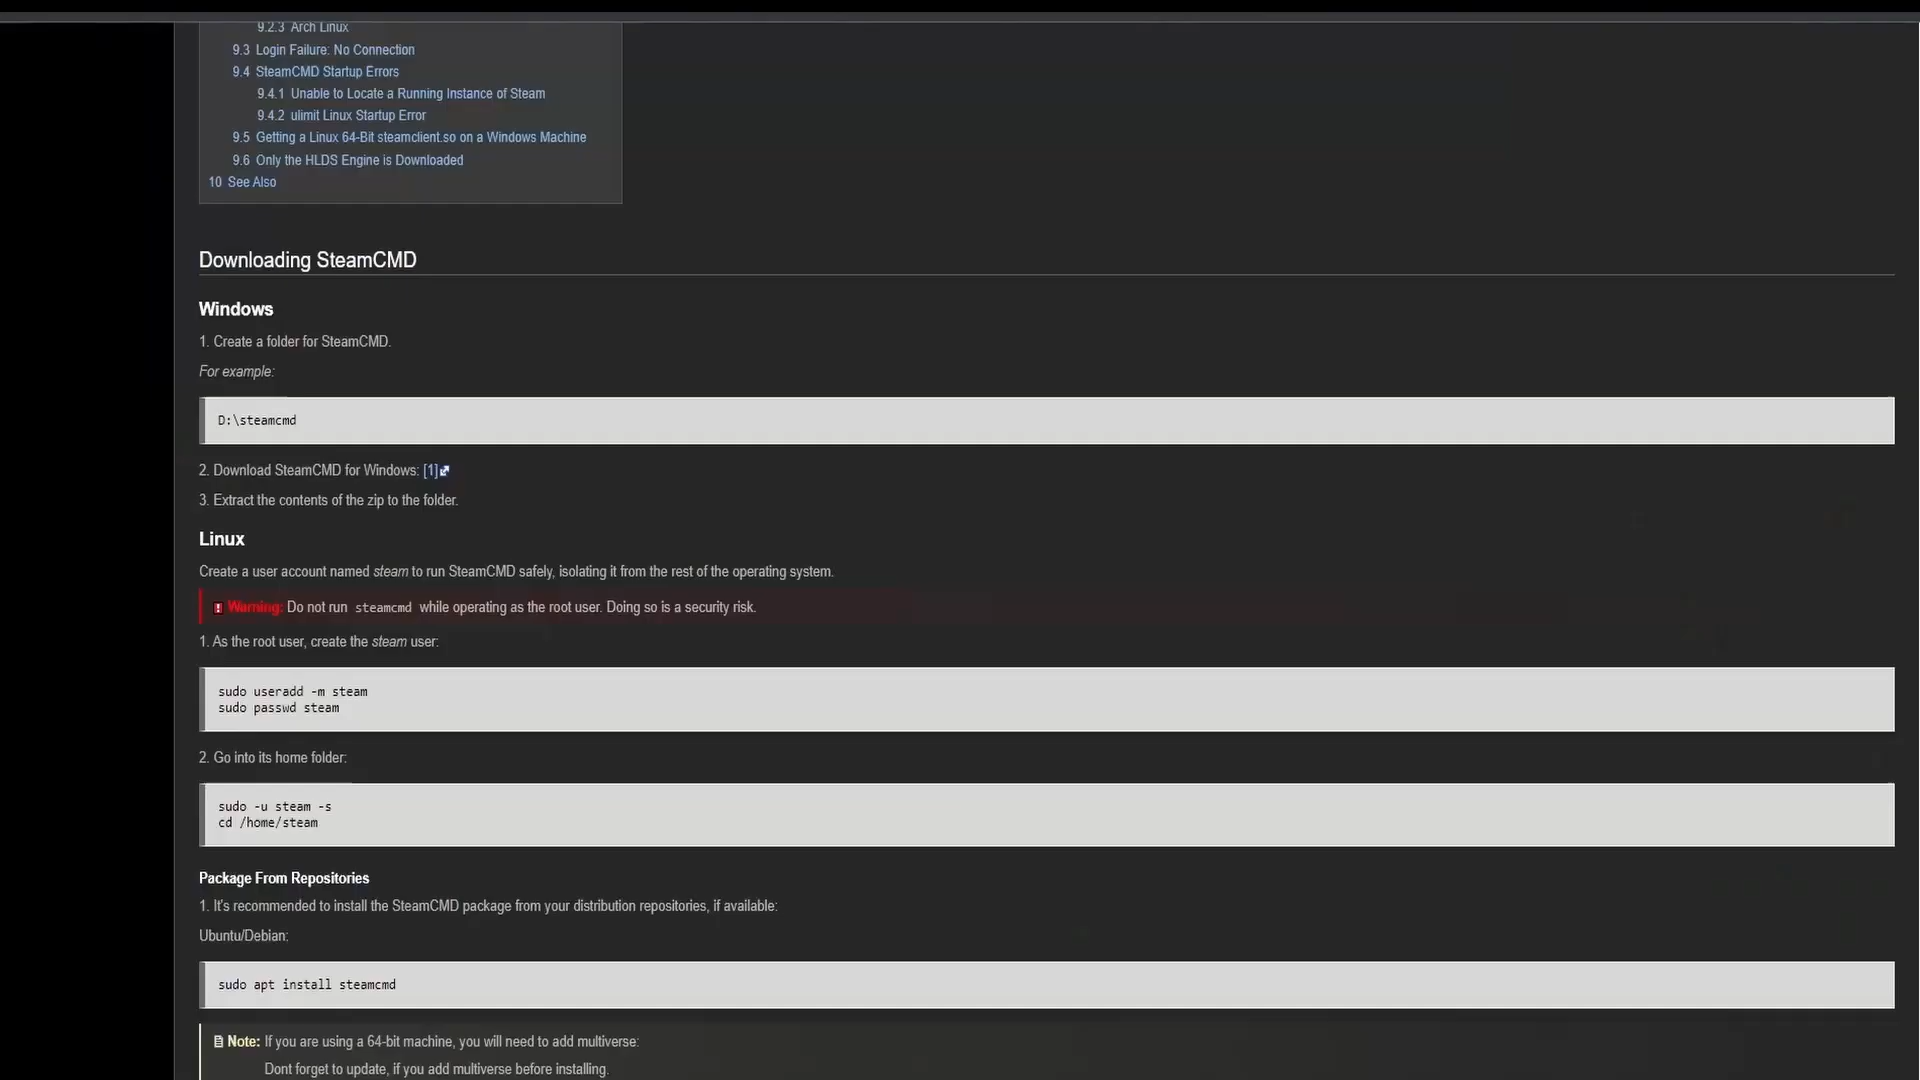 9.2.3 Arch Linux
9.3 Login Failure: No Connection
9.4 SteamCMD Startup Errors
9.4.1 Unable to Locate a Running Instance of Steam
9.4.2 ulimit Linux Startup Error
9.5 Getting a Linux 64-Bit steamclient.so on a Windows Machine
9.6 Only the HLDS Engine is Downloaded
10 See Also
Downloading SteamCMD
Windows
1. Create a folder for SteamCMD.
For example:
D:\steamcmd
2. Download SteamCMD for Windows: [1]
3. Extract the contents of the zip to the folder.
Linux
Create a user account named steam to run SteamCMD safely, isolating it from the rest of the operating system.
Warning: Do not run steamcmd while operating as the root user. Doing so is a security risk.
1. As the root user, create the steam user:
sudo useradd -m steam
sudo passwd steam
2. Go into its home folder:
sudo -u steam -s
cd /home/steam
Package From Repositories
1. It's recommended to install the SteamCMD package from your distribution repositories, if available:
Ubuntu/Debian:
sudo apt install steamcmd
Note: If you are using a 64-bit machine, you will need to add multiverse:
Dont forget to update, if you add multiverse before installing.